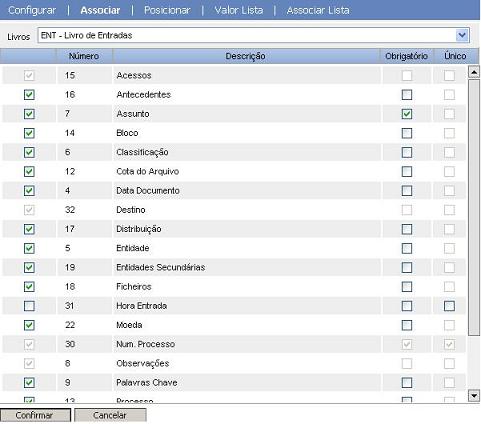 Configurar | Associar | Posicionar | Valor Lista | Associar Lista
Livros ENT - Livro de Entradas
Número Descrição Obrigatório Único
15 Acessos
16 Antecedentes
7 Assunto
14 Bloco
6 Classificação
12 Cota do Arquivo
4 Data Documento
32 Destino
17 Distribuição
5 Entidade
19 Entidades Secundárias
18 Ficheiros
31 Hora Entrada
22 Moeda
30 Num. Processo
8 Observações
9 Palavras Chave
13 Processo
Confirmar Cancelar